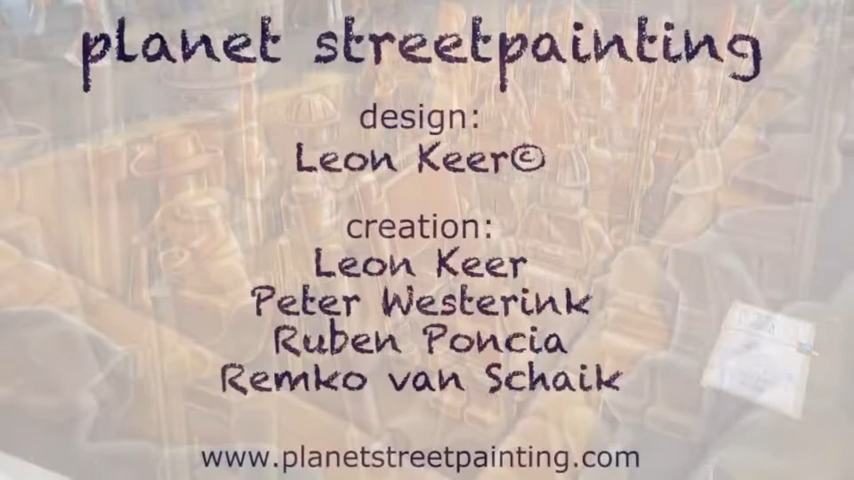 planet streetpainting
design:
Leon Keer©
creation:
Leon Keer
Peter Westerink
Ruben Poncia
Remko van Schaik
www.planetstreetpainting.com